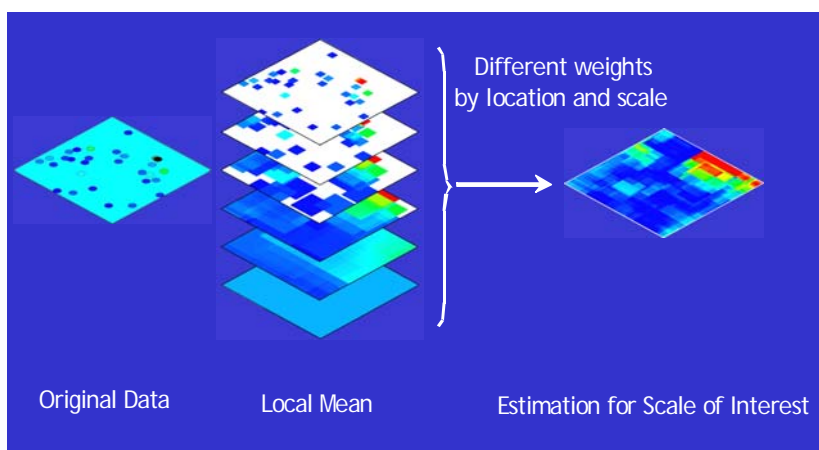 Different weights
by location and scale
Original Data
Local Mean
Estimation for Scale of Interest